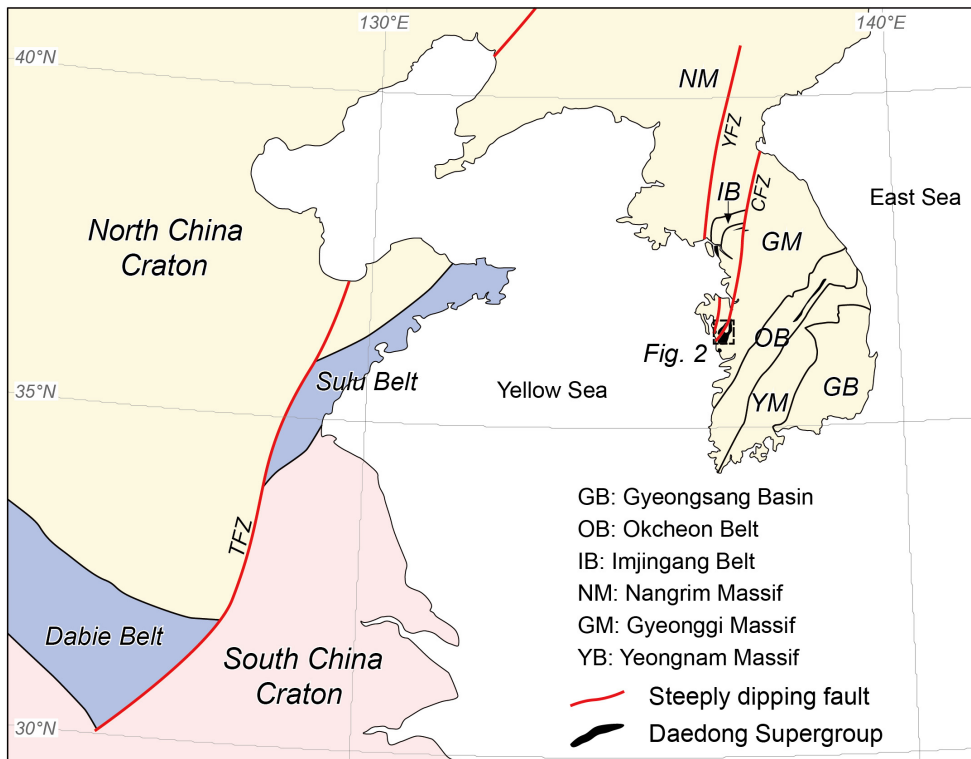 130°E
140°E
40°N
NM
YFZ
CFZ
IB
East Sea
North China
Craton
GM
Fig. 2
OB
35°N
Sulu Belt
Yellow Sea
YM
GB
TFZ
GB: Gyeongsang Basin
OB: Okcheon Belt
IB: Imjingang Belt
NM: Nangrim Massif
GM: Gyeonggi Massif
YB: Yeongnam Massif
Dabie Belt
South China
Craton
Steeply dipping fault
30°N
Daedong Supergroup